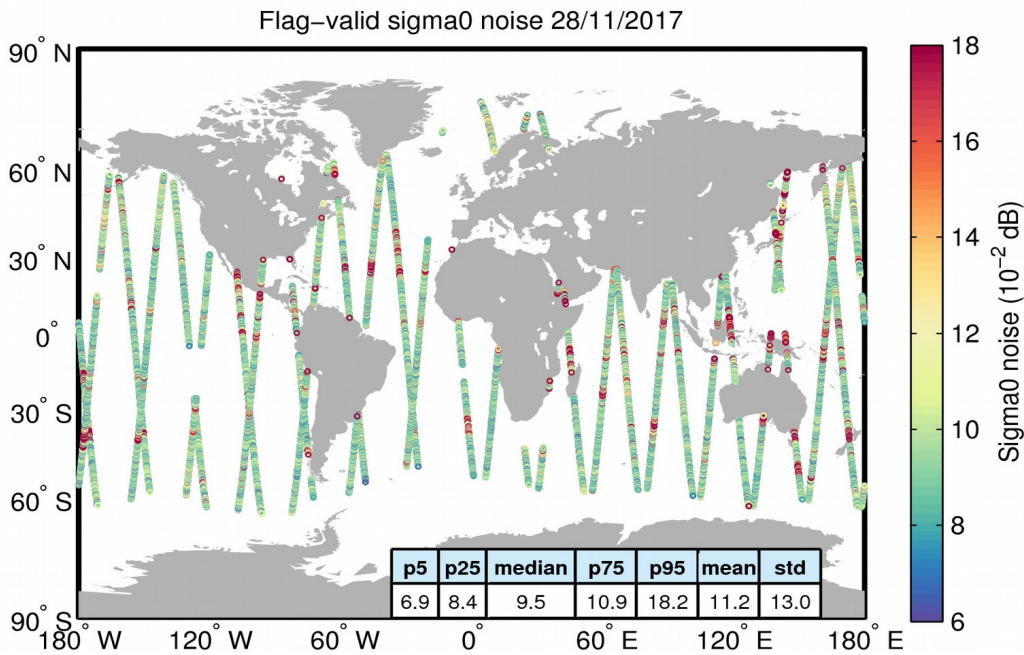 Flag−valid sigma0 noise 28/11/2017
90° N
60° N
30° N
0°
30° S
60° S
90° S
180° W
120° W
60° W
0°
60° E
120° E
180° E
p5 p25 median p75 p95 mean std
6.9 8.4 9.5 10.9 18.2 11.2 13.0
18
16
14
12
10
8
6
Sigma0 noise (10⁻² dB)